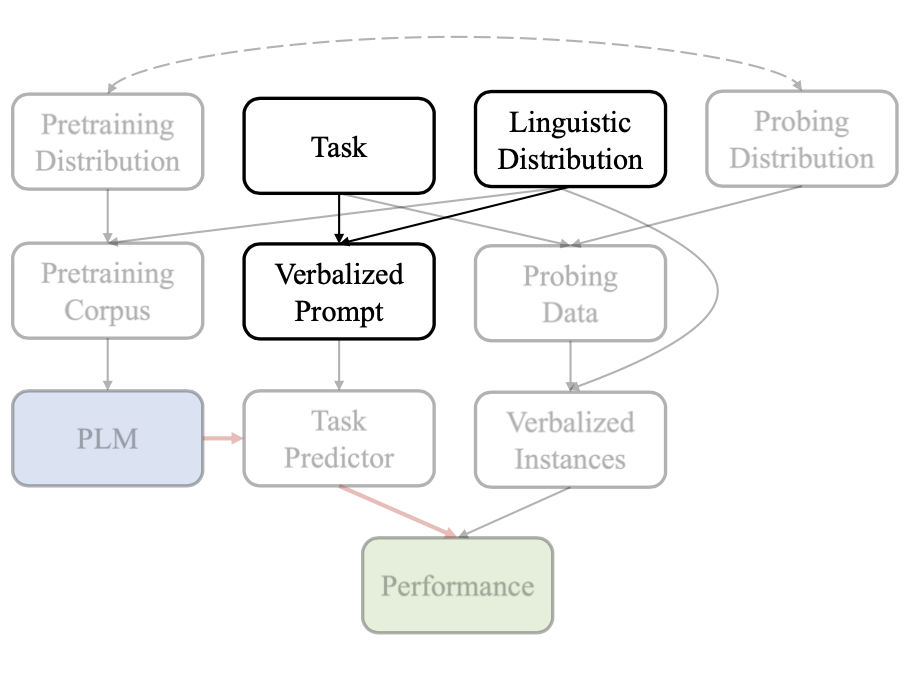 Pretraining
Distribution
Task
Linguistic
Distribution
Probing
Distribution
Pretraining
Corpus
Verbalized
Prompt
Probing
Data
PLM
Task
Predictor
Verbalized
Instances
Performance